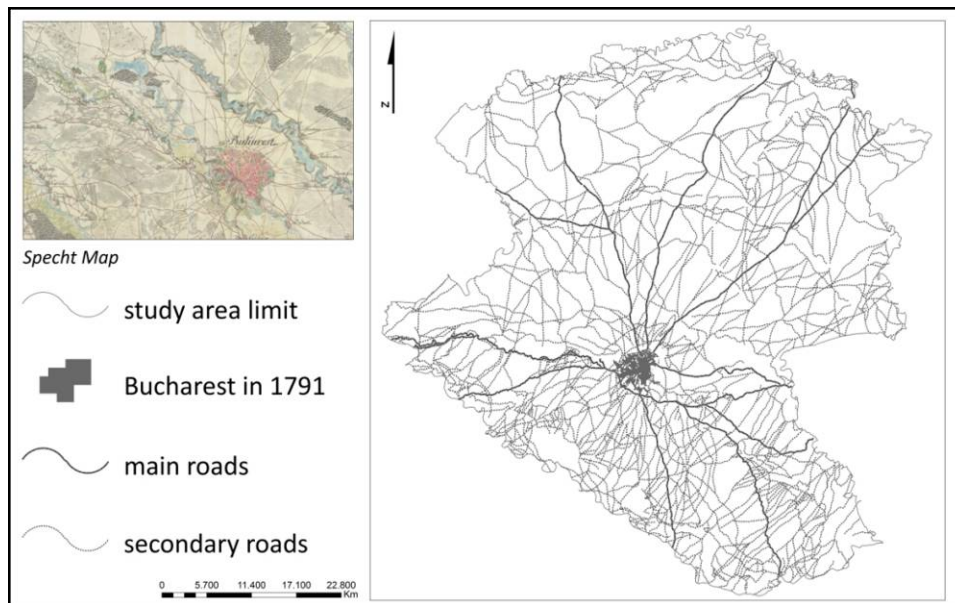 Bukurest
Specht Map
study area limit
Bucharest in 1791
main roads
secondary roads
0 5.700 11.400 17.100 22.800
Km
N